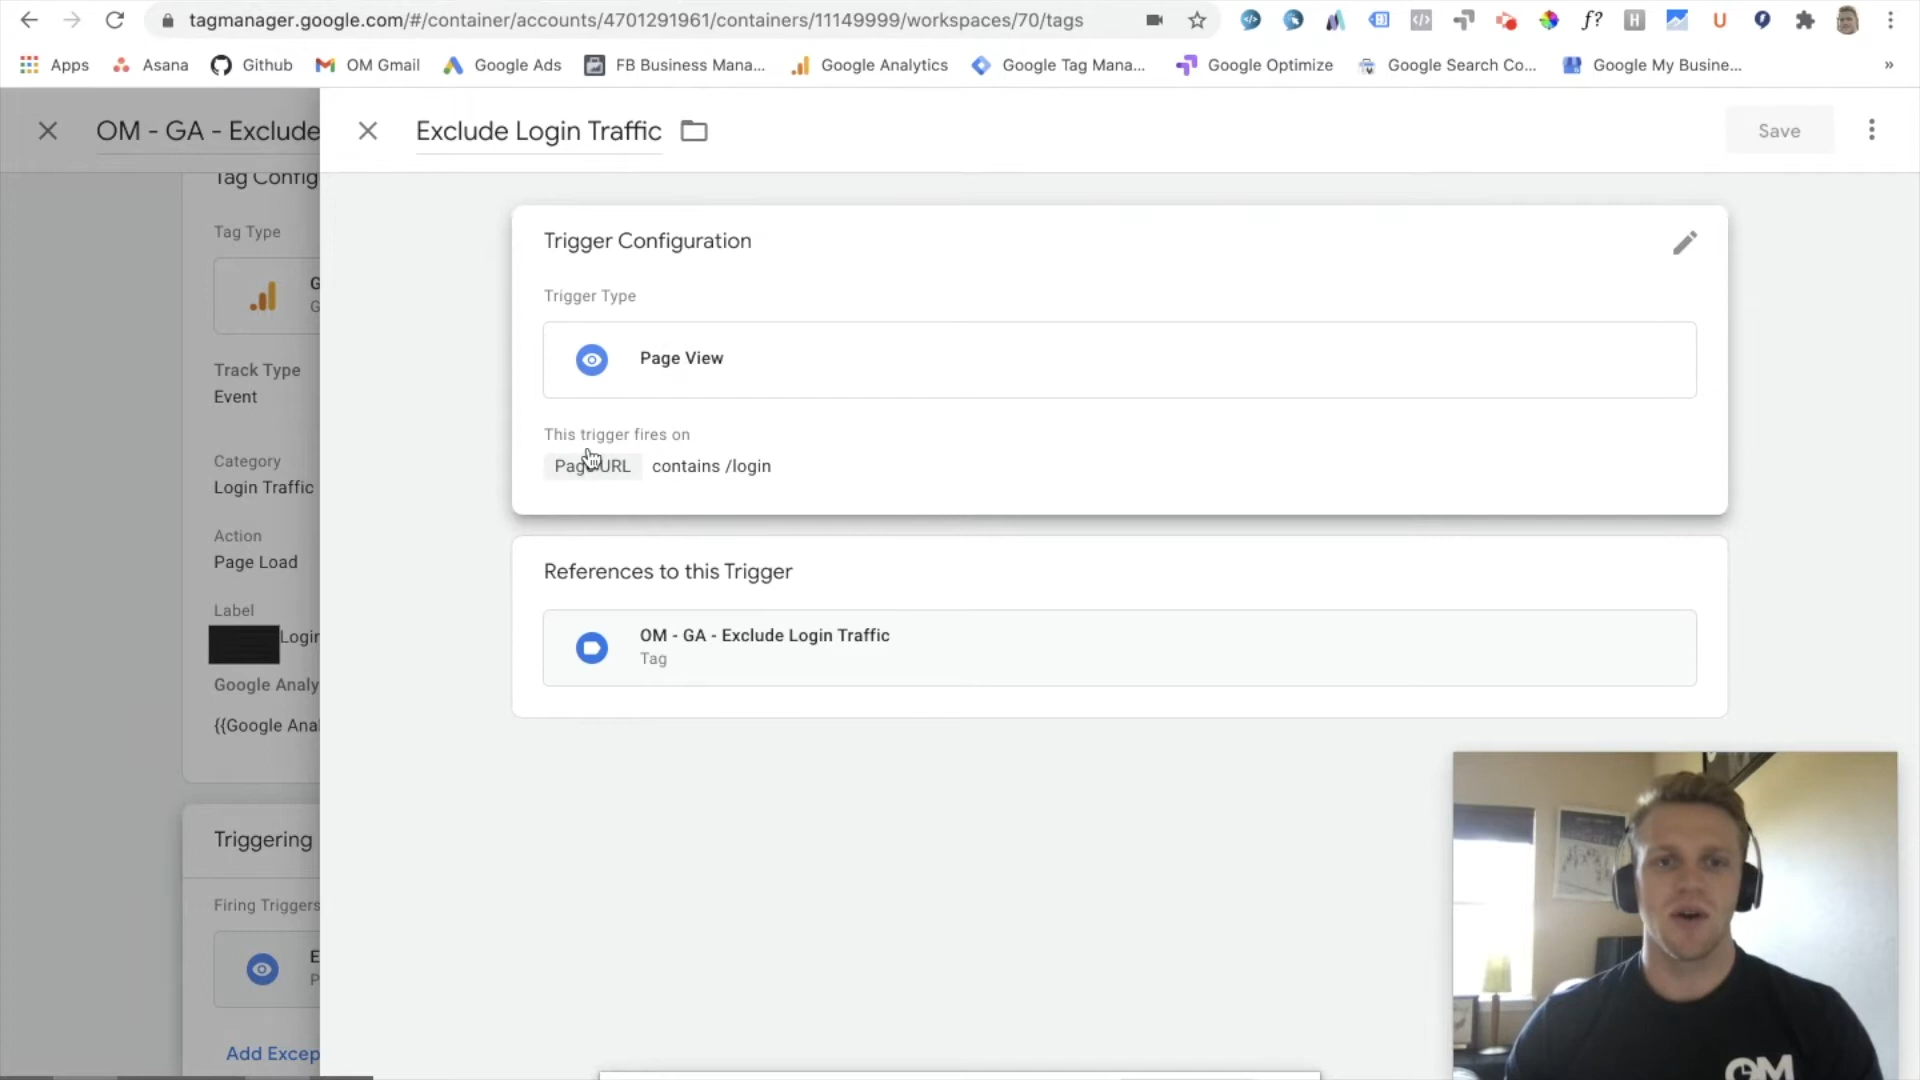 tagmanager.google.com/#/container/accounts/4701291961/containers/11149999/workspaces/70/tags
Apps
Asana
Github
OM Gmail
Google Ads
FB Business Mana...
Google Analytics
Google Tag Mana...
Google Optimize
Google Search Co...
Google My Busine...
»
OM - GA - Exclude
Exclude Login Traffic
Save
Tag Config
Tag Type
G
G
Track Type
Event
Category
Login Traffic
Action
Page Load
Label
Login
Google Analy
{{Google Ana
Triggering
Firing Triggers
E
P
Add Excep
Trigger Configuration
Trigger Type
Page View
This trigger fires on
Page URL contains /login
References to this Trigger
OM - GA - Exclude Login Traffic
Tag
OM